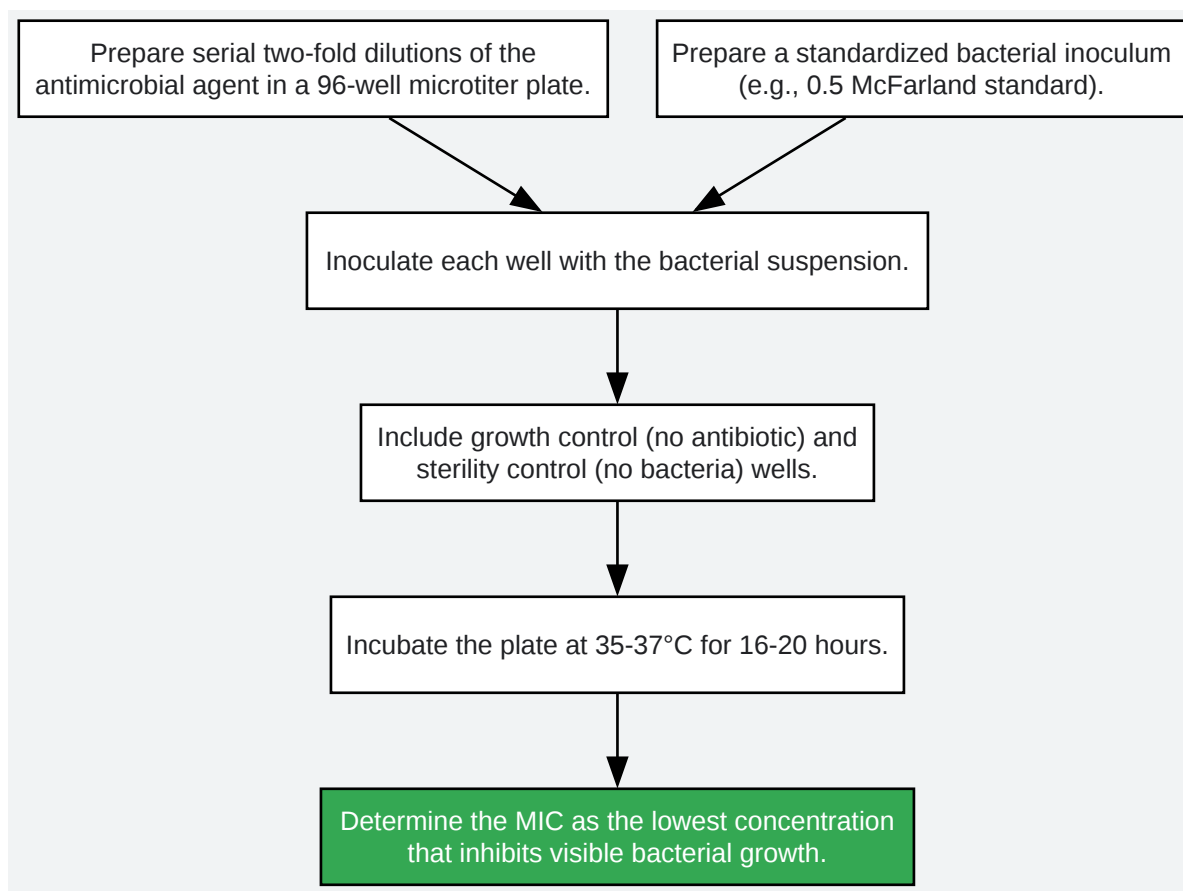 Prepare serial two-fold dilutions of the
antimicrobial agent in a 96-well microtiter plate.
Prepare a standardized bacterial inoculum
(e.g., 0.5 McFarland standard).
Inoculate each well with the bacterial suspension.
Include growth control (no antibiotic) and
sterility control (no bacteria) wells.
Incubate the plate at 35-37°C for 16-20 hours.
Determine the MIC as the lowest concentration
that inhibits visible bacterial growth.